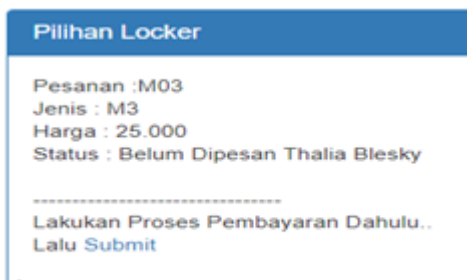 Pilihan Locker
Pesanan :M03
Jenis : M3
Harga : 25.000
Status : Belum Dipesan Thalia Blesky
--------------------------------
Lakukan Proses Pembayaran Dahulu..
Lalu Submit